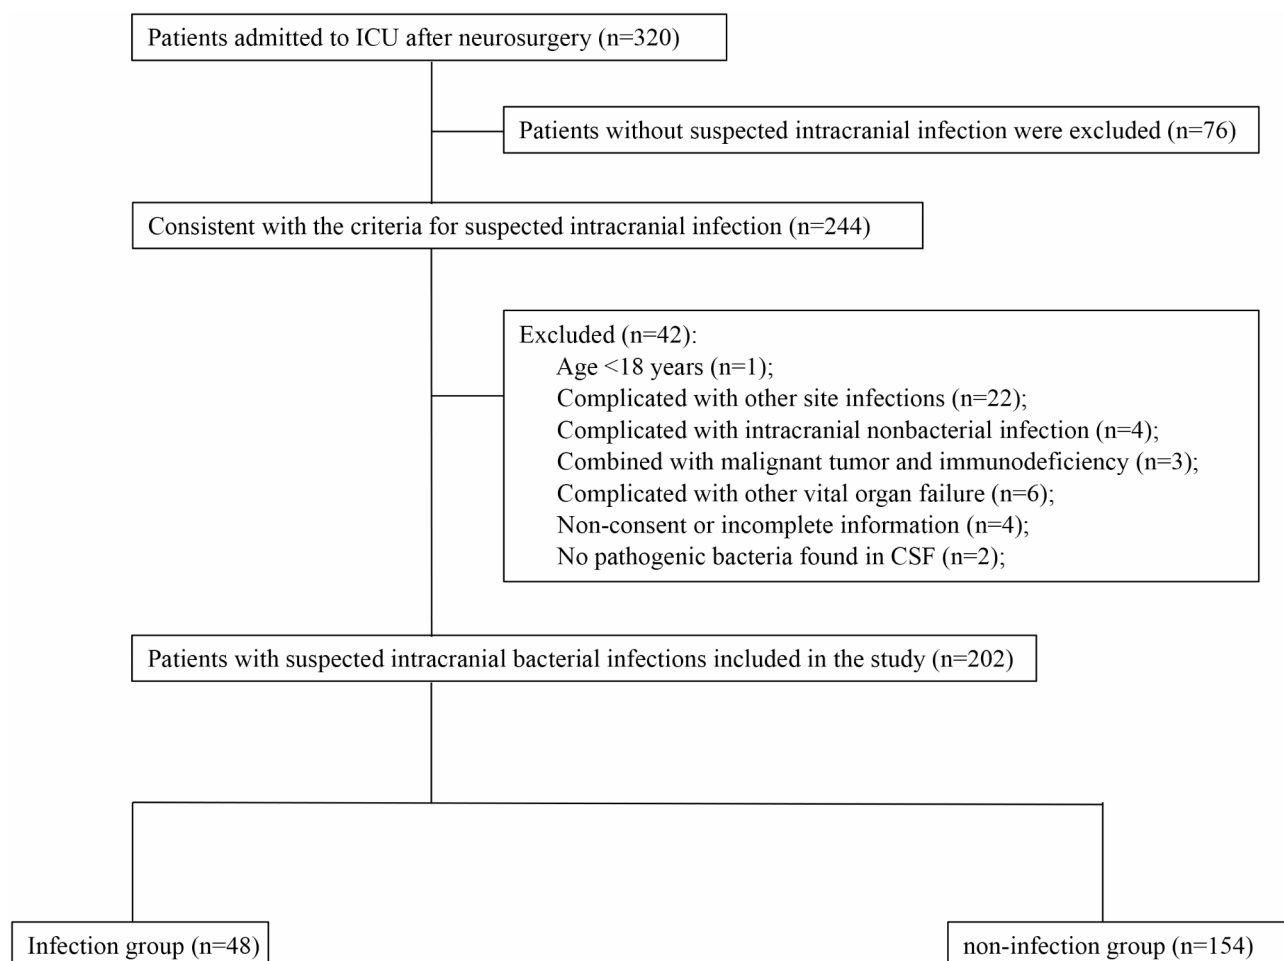 Patients admitted to ICU after neurosurgery (n=320)
Patients without suspected intracranial infection were excluded (n=76)
Consistent with the criteria for suspected intracranial infection (n=244)
Excluded (n=42):
Age <18 years (n=1);
Complicated with other site infections (n=22);
Complicated with intracranial nonbacterial infection (n=4);
Combined with malignant tumor and immunodeficiency (n=3);
Complicated with other vital organ failure (n=6);
Non-consent or incomplete information (n=4);
No pathogenic bacteria found in CSF (n=2);
Patients with suspected intracranial bacterial infections included in the study (n=202)
Infection group (n=48)
non-infection group (n=154)